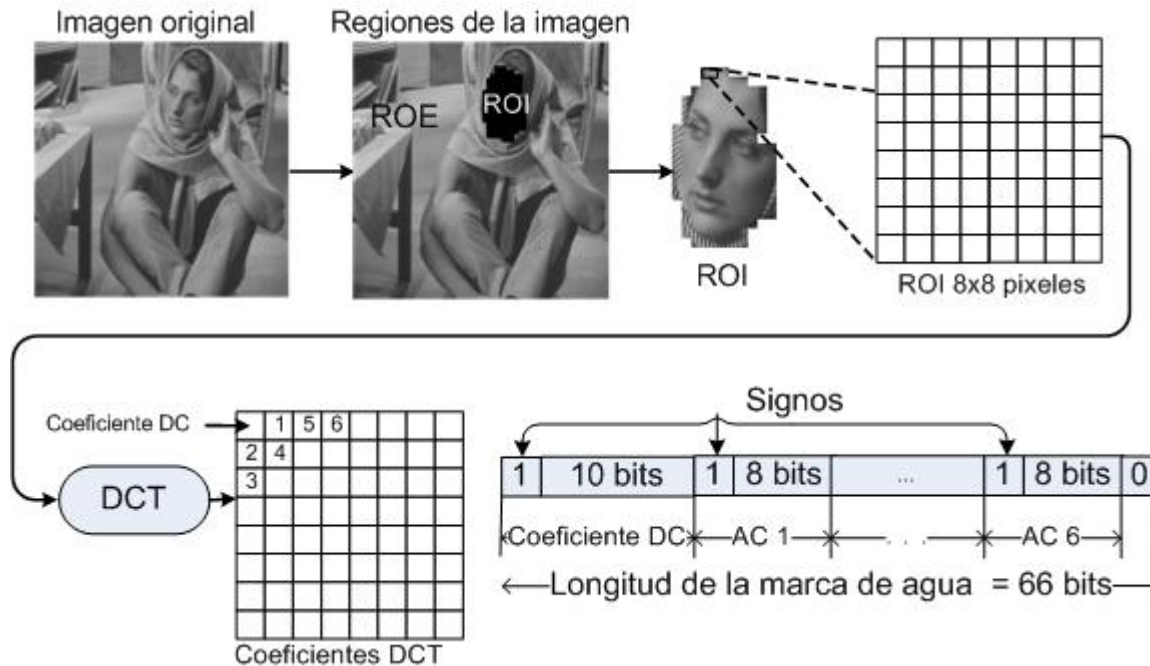 Imagen original
Regiones de la imagen
ROE
ROI
ROI
ROI 8x8 pixeles
Coeficiente DC
1 5 6
2 4
3
DCT
Coeficientes DCT
Signos
1 10 bits 1 8 bits ... 1 8 bits 0
Coeficiente DC AC 1 . . . AC 6
Longitud de la marca de agua = 66 bits